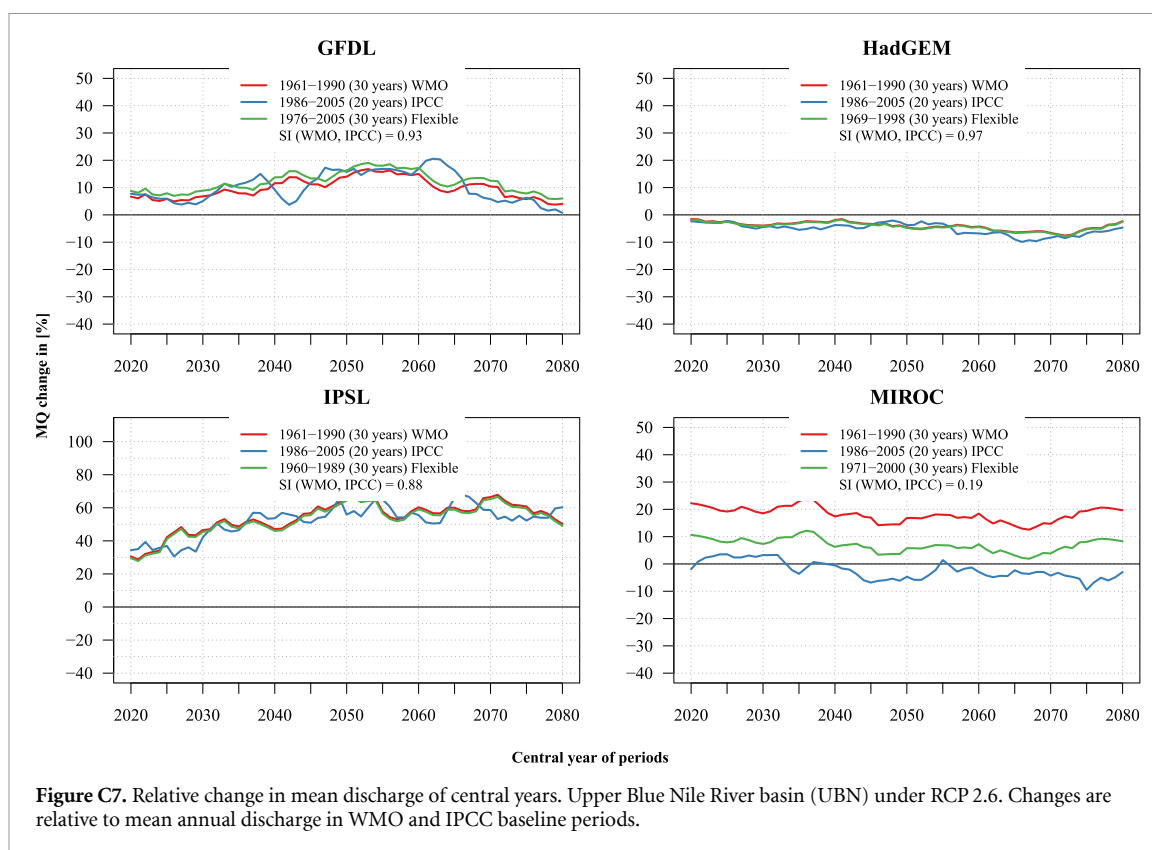 GFDL
50
40
30
20
10
0
−10
−20
−30
−40
1961−1990 (30 years) WMO
1986−2005 (20 years) IPCC
1976−2005 (30 years) Flexible
SI (WMO, IPCC) = 0.93
2020 2030 2040 2050 2060 2070 2080
HadGEM
50
40
30
20
10
0
−10
−20
−30
−40
1961−1990 (30 years) WMO
1986−2005 (20 years) IPCC
1969−1998 (30 years) Flexible
SI (WMO, IPCC) = 0.97
2020 2030 2040 2050 2060 2070 2080
MQ change in [%]
IPSL
100
80
60
40
20
0
−20
−40
1961−1990 (30 years) WMO
1986−2005 (20 years) IPCC
1960−1989 (30 years) Flexible
SI (WMO, IPCC) = 0.88
2020 2030 2040 2050 2060 2070 2080
MIROC
50
40
30
20
10
0
−10
−20
−30
−40
1961−1990 (30 years) WMO
1986−2005 (20 years) IPCC
1971−2000 (30 years) Flexible
SI (WMO, IPCC) = 0.19
2020 2030 2040 2050 2060 2070 2080
Central year of periods
Figure C7. Relative change in mean discharge of central years. Upper Blue Nile River basin (UBN) under RCP 2.6. Changes are
relative to mean annual discharge in WMO and IPCC baseline periods.